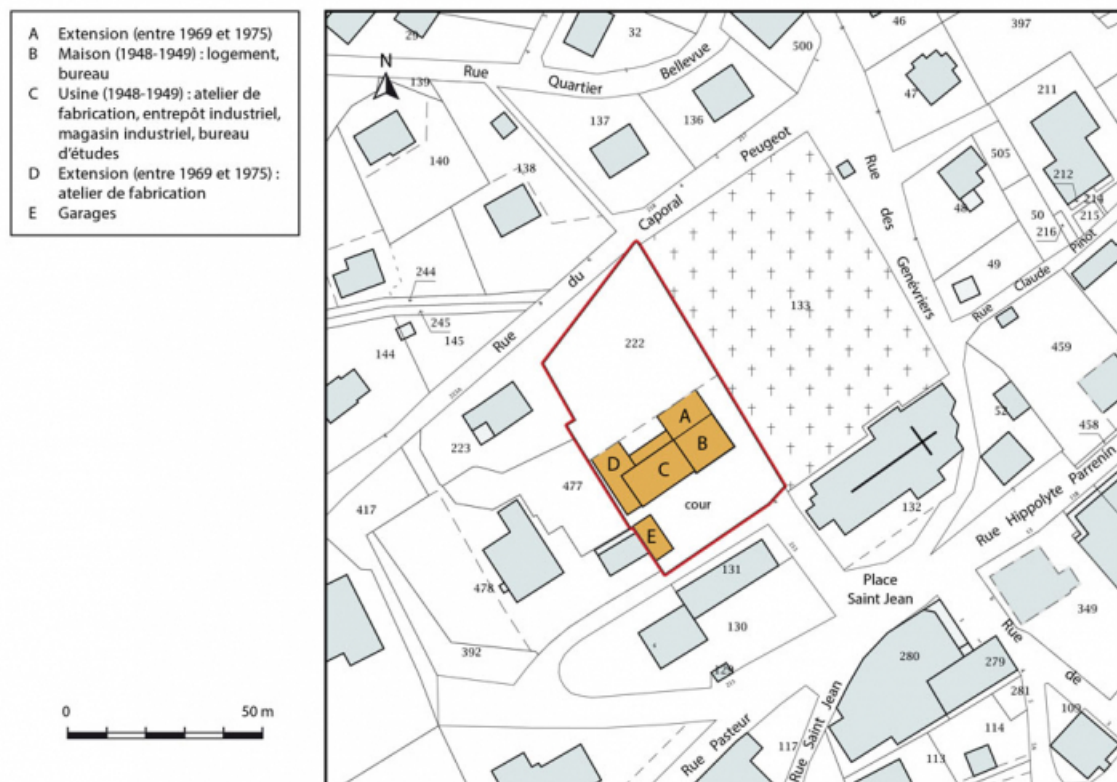 A Extension (entre 1969 et 1975)
B Maison (1948-1949) : logement,
bureau
C Usine (1948-1949) : atelier de
fabrication, entrepôt industriel,
magasin industriel, bureau
d'études
D Extension (entre 1969 et 1975) :
atelier de fabrication
E Garages
0 50 m
N
29
32
500
46
397
Rue Quartier Bellevue
139
47
211
137
136
140
138
Rue du Caporal Peugeot
Rue des Genévriers
505
48
212
214
215
50
216
49
Rue Claude Pinot
244
245
145
144
222
133
459
223
A
B
C
D
E
cour
52
458
477
417
132
Rue Hippolyte Parrenin
478
131
Place
Saint Jean
130
349
392
280
279
281
Rue de
109
Rue Pasteur
117
Rue Saint Jean
114
113